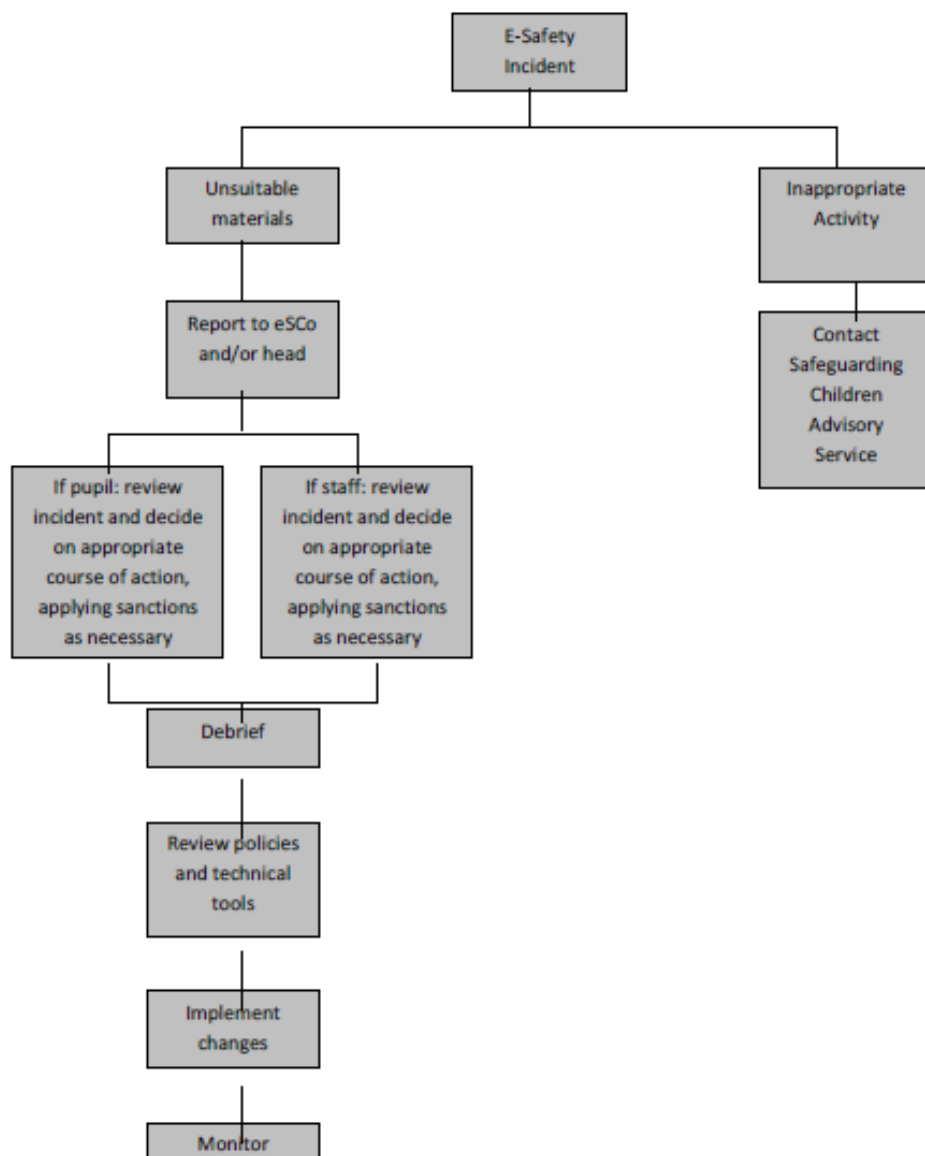 E-Safety
Incident
Unsuitable
materials
Inappropriate
Activity
Report to eSCo
and/or head
Contact
Safeguarding
Children
Advisory
Service
If pupil: review
incident and decide
on appropriate
course of action,
applying sanctions
as necessary
If staff: review
incident and decide
on appropriate
course of action,
applying sanctions
as necessary
Debrief
Review policies
and technical
tools
Implement
changes
Monitor